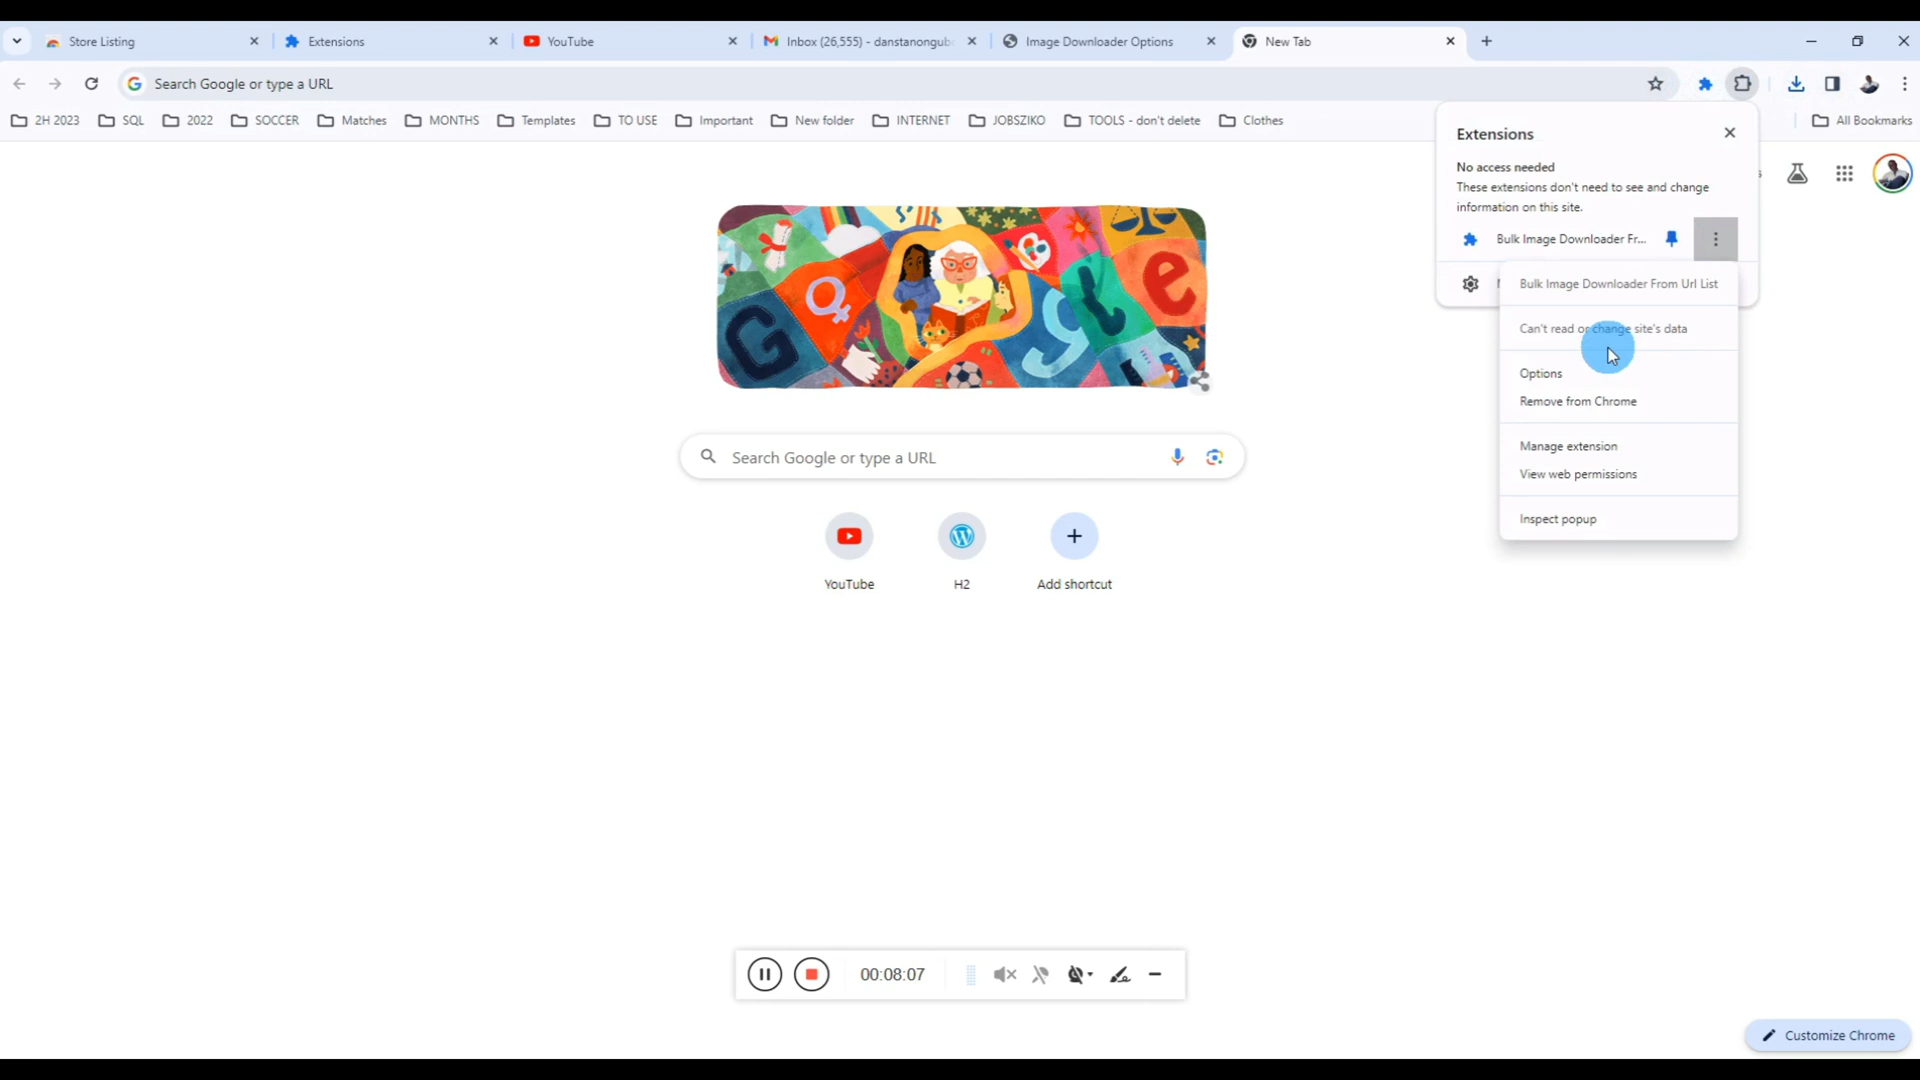 Store Listing
Extensions
YouTube
Inbox (26,555) - danstanongub
Image Downloader Options
New Tab
Search Google or type a URL
2H 2023
SQL
2022
SOCCER
Matches
MONTHS
Templates
TO USE
Important
New folder
INTERNET
JOBSZIKO
TOOLS - don't delete
Clothes
All Bookmarks
Extensions
No access needed
These extensions don't need to see and change
information on this site.
Bulk Image Downloader Fr...
Bulk Image Downloader From Url List
Can't read or change site's data
Options
Remove from Chrome
Manage extension
View web permissions
Inspect popup
Search Google or type a URL
YouTube
H2
Add shortcut
00:08:07
Customize Chrome